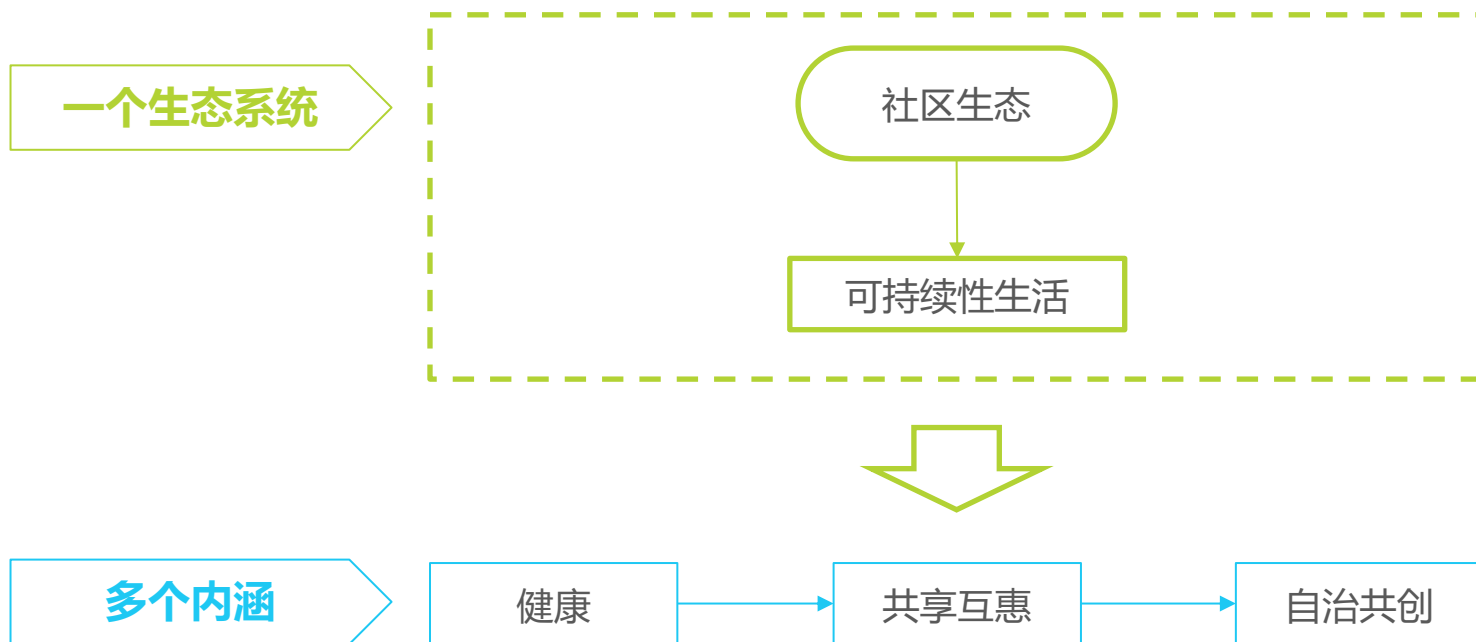 一个生态系统
社区生态
可持续性生活
多个内涵
健康
共享互惠
自治共创